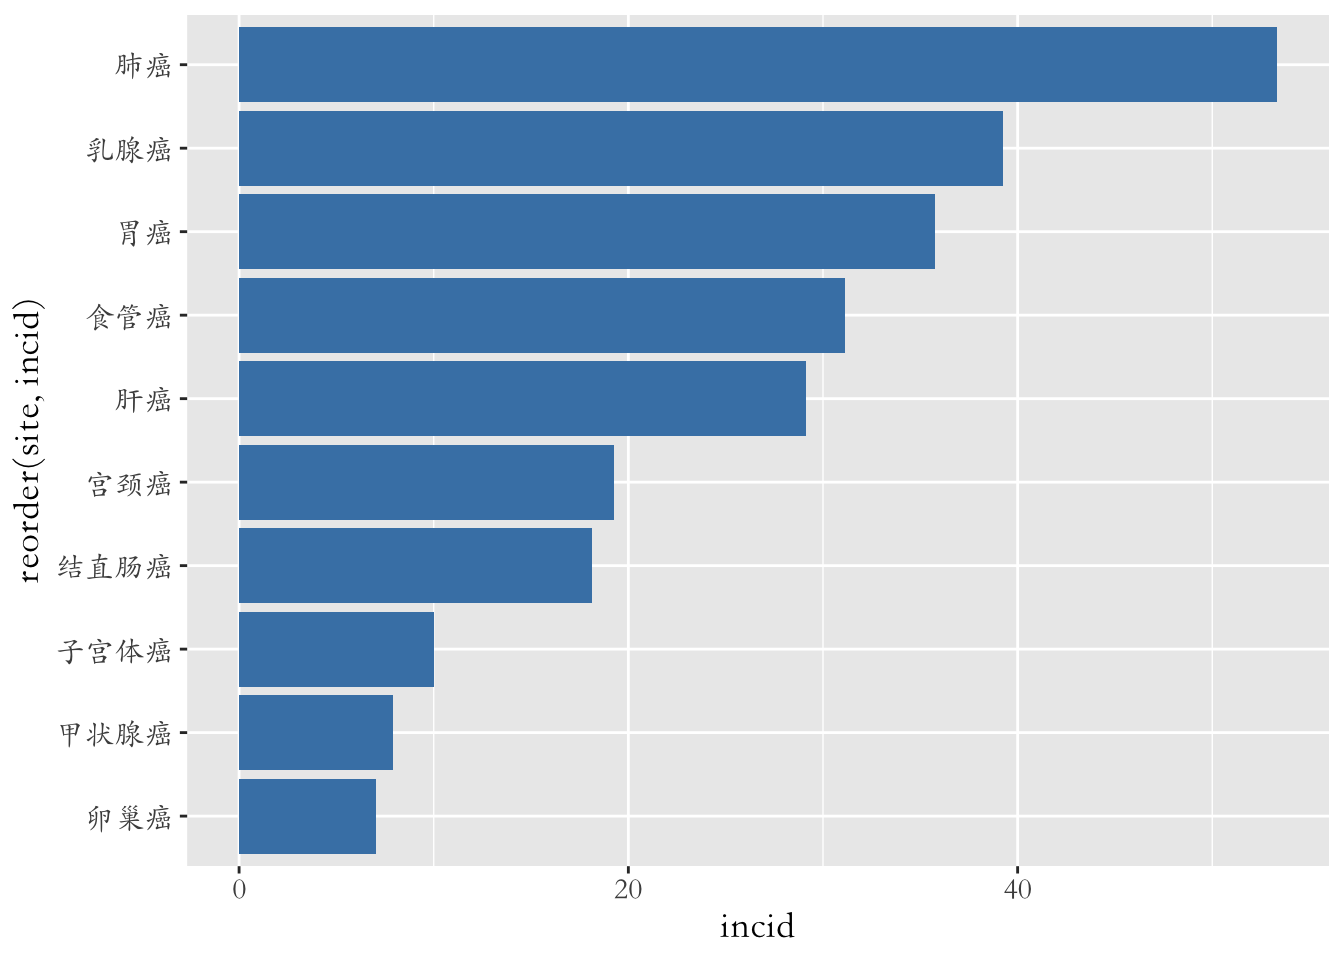 肺癌
乳腺癌
胃癌
食管癌
肝癌
宫颈癌
结直肠癌
子宫体癌
甲状腺癌
卵巢癌
reorder(site, incid)
0 20 40
incid